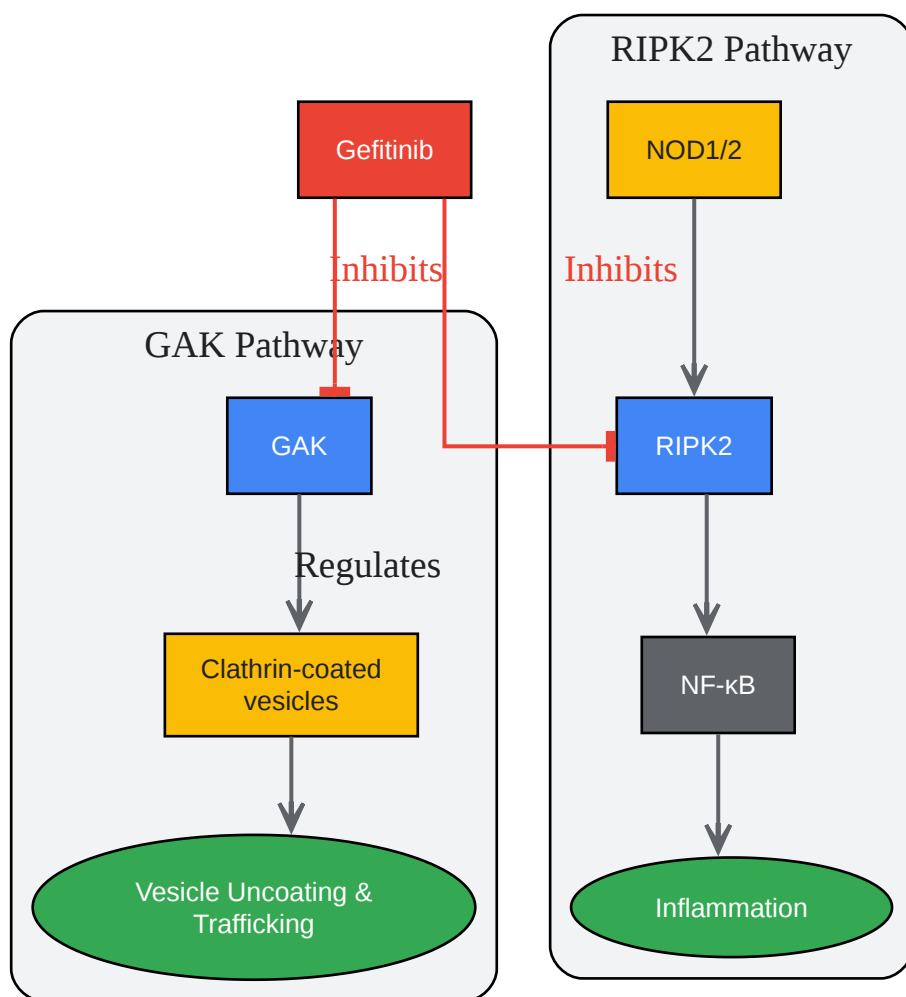 RIPK2 Pathway
Gefitinib
NOD1/2
Inhibits
Inhibits
GAK Pathway
GAK
RIPK2
Regulates
Clathrin-coated
vesicles
NF-κB
Vesicle Uncoating &
Trafficking
Inflammation